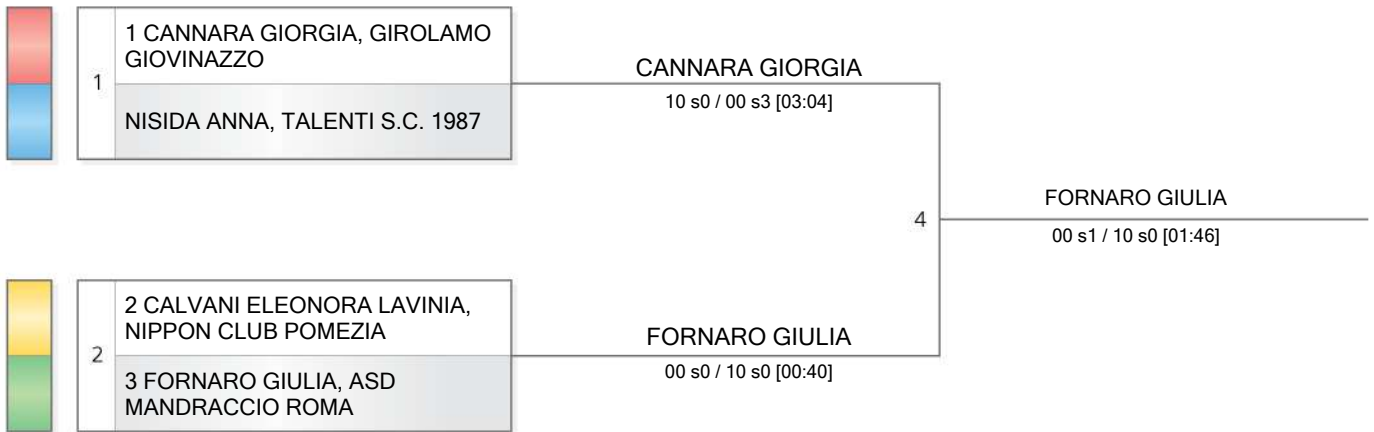 1 CANNARA GIORGIA, GIROLAMO
GIOVINAZZO
1
NISIDA ANNA, TALENTI S.C. 1987
CANNARA GIORGIA
10 s0 / 00 s3 [03:04]
4
FORNARO GIULIA
00 s1 / 10 s0 [01:46]
2 CALVANI ELEONORA LAVINIA,
NIPPON CLUB POMEZIA
2
3 FORNARO GIULIA, ASD
MANDRACCIO ROMA
FORNARO GIULIA
00 s0 / 10 s0 [00:40]